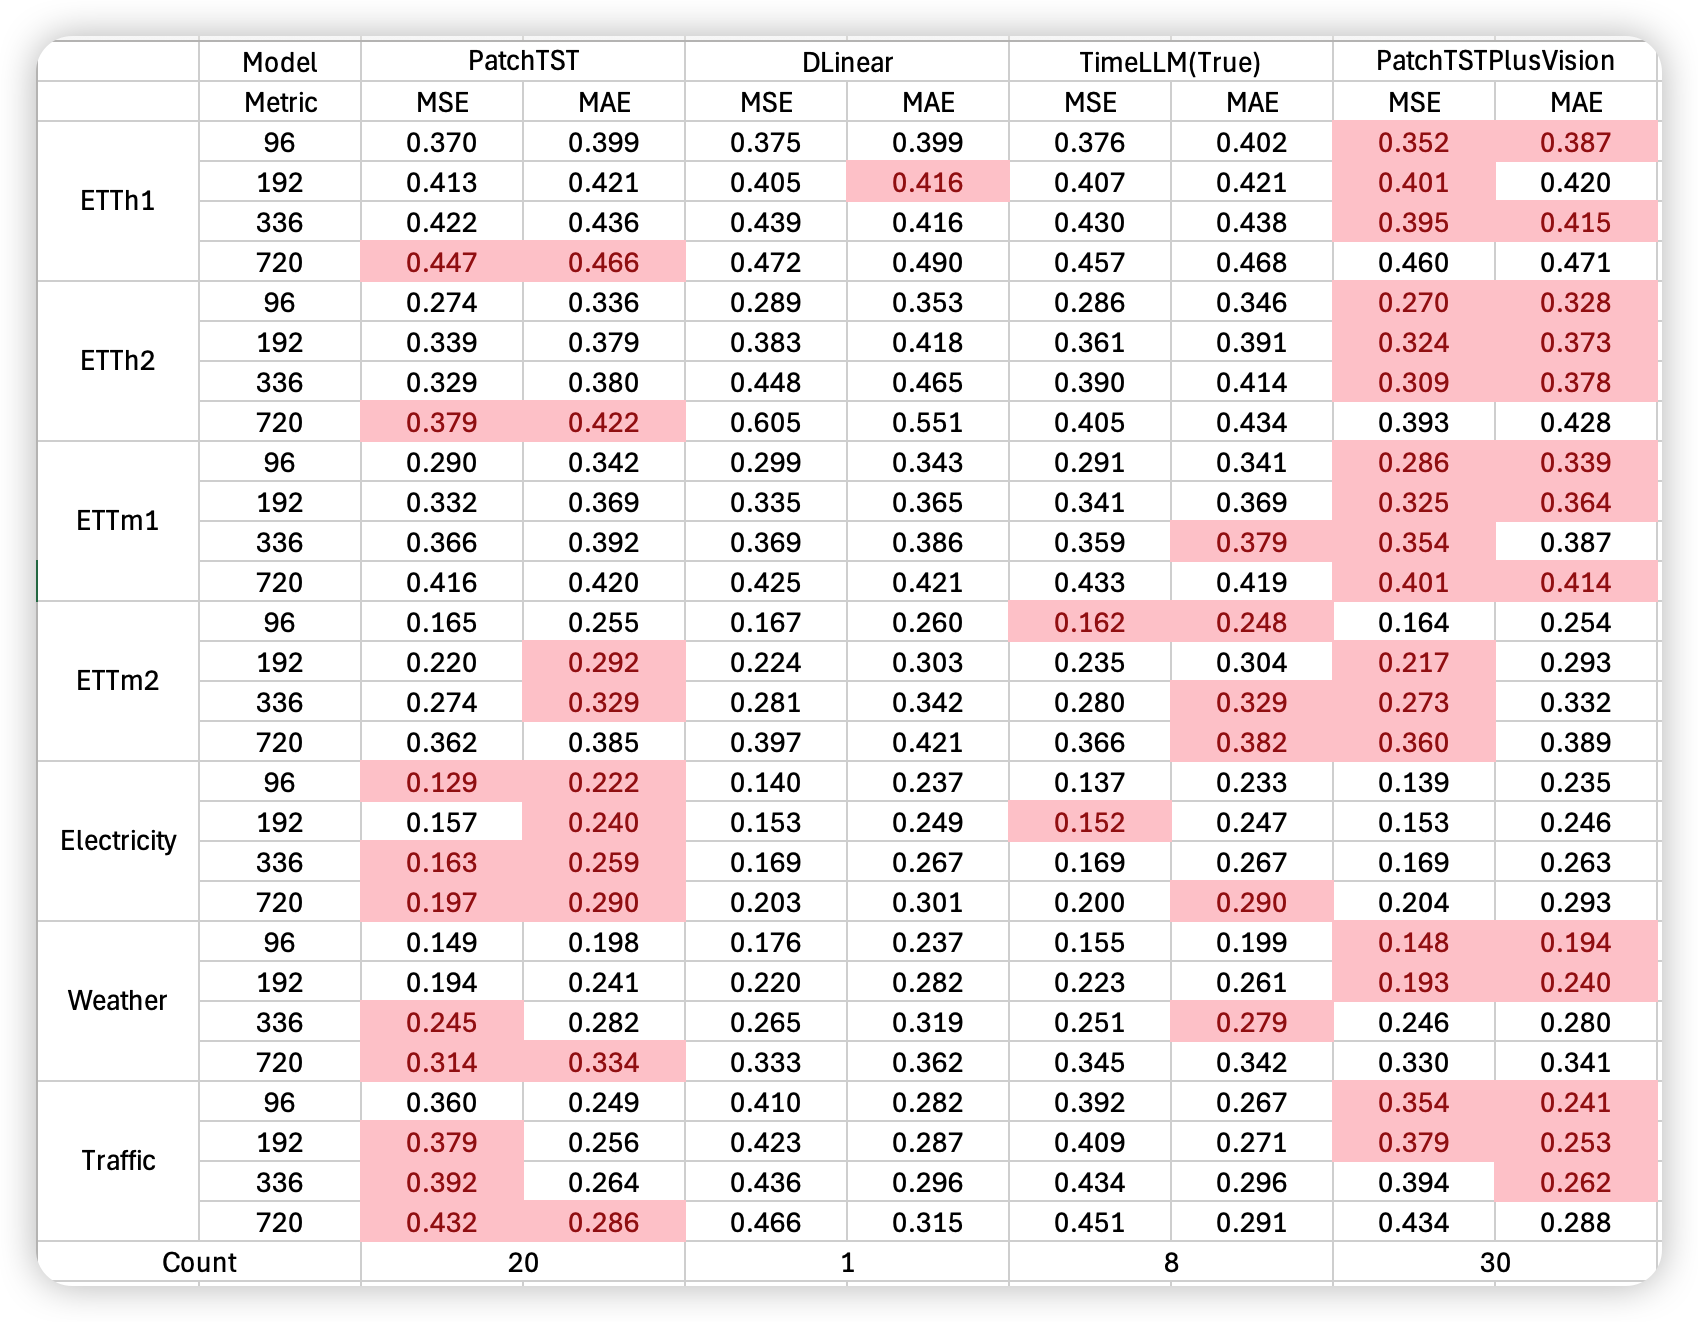 Model PatchTST DLinear TimeLLM(True) PatchTSTPlusVision
Metric MSE MAE MSE MAE MSE MAE MSE MAE
ETTh1
96 0.370 0.399 0.375 0.399 0.376 0.402 0.352 0.387
192 0.413 0.421 0.405 0.416 0.407 0.421 0.401 0.420
336 0.422 0.436 0.439 0.416 0.430 0.438 0.395 0.415
720 0.447 0.466 0.472 0.490 0.457 0.468 0.460 0.471
ETTh2
96 0.274 0.336 0.289 0.353 0.286 0.346 0.270 0.328
192 0.339 0.379 0.383 0.418 0.361 0.391 0.324 0.373
336 0.329 0.380 0.448 0.465 0.390 0.414 0.309 0.378
720 0.379 0.422 0.605 0.551 0.405 0.434 0.393 0.428
ETTm1
96 0.290 0.342 0.299 0.343 0.291 0.341 0.286 0.339
192 0.332 0.369 0.335 0.365 0.341 0.369 0.325 0.364
336 0.366 0.392 0.369 0.386 0.359 0.379 0.354 0.387
720 0.416 0.420 0.425 0.421 0.433 0.419 0.401 0.414
ETTm2
96 0.165 0.255 0.167 0.260 0.162 0.248 0.164 0.254
192 0.220 0.292 0.224 0.303 0.235 0.304 0.217 0.293
336 0.274 0.329 0.281 0.342 0.280 0.329 0.273 0.332
720 0.362 0.385 0.397 0.421 0.366 0.382 0.360 0.389
Electricity
96 0.129 0.222 0.140 0.237 0.137 0.233 0.139 0.235
192 0.157 0.240 0.153 0.249 0.152 0.247 0.153 0.246
336 0.163 0.259 0.169 0.267 0.169 0.267 0.169 0.263
720 0.197 0.290 0.203 0.301 0.200 0.290 0.204 0.293
Weather
96 0.149 0.198 0.176 0.237 0.155 0.199 0.148 0.194
192 0.194 0.241 0.220 0.282 0.223 0.261 0.193 0.240
336 0.245 0.282 0.265 0.319 0.251 0.279 0.246 0.280
720 0.314 0.334 0.333 0.362 0.345 0.342 0.330 0.341
Traffic
96 0.360 0.249 0.410 0.282 0.392 0.267 0.354 0.241
192 0.379 0.256 0.423 0.287 0.409 0.271 0.379 0.253
336 0.392 0.264 0.436 0.296 0.434 0.296 0.394 0.262
720 0.432 0.286 0.466 0.315 0.451 0.291 0.434 0.288
Count 20 1 8 30